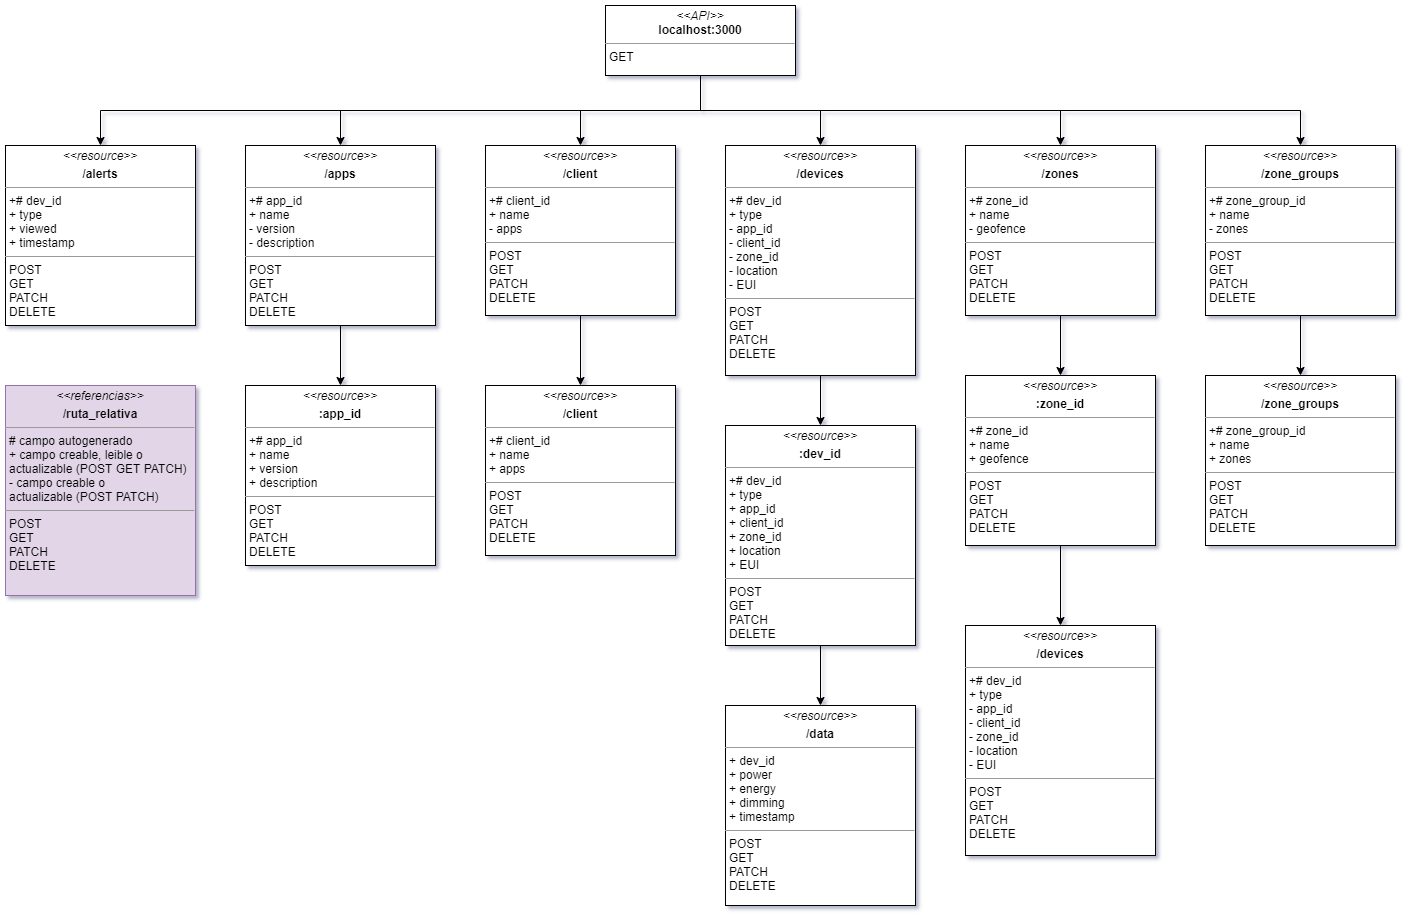 <<API>>
localhost:3000
GET
<<resource>>
/alerts
+# dev_id
+ type
+ viewed
+ timestamp
POST
GET
PATCH
DELETE
<<resource>>
/apps
+# app_id
+ name
- version
- description
POST
GET
PATCH
DELETE
<<resource>>
/client
+# client_id
+ name
- apps
POST
GET
PATCH
DELETE
<<resource>>
/devices
+# dev_id
+ type
- app_id
- client_id
- zone_id
- location
- EUI
POST
GET
PATCH
DELETE
<<resource>>
/zones
+# zone_id
+ name
- geofence
POST
GET
PATCH
DELETE
<<resource>>
/zone_groups
+# zone_group_id
+ name
- zones
POST
GET
PATCH
DELETE
<<referencias>>
/ruta_relativa
# campo autogenerado
+ campo creable, leible o
actualizable (POST GET PATCH)
- campo creable o
actualizable (POST PATCH)
POST
GET
PATCH
DELETE
<<resource>>
:app_id
+# app_id
+ name
+ version
+ description
POST
GET
PATCH
DELETE
<<resource>>
/client
+# client_id
+ name
+ apps
POST
GET
PATCH
DELETE
<<resource>>
:dev_id
+# dev_id
+ type
+ app_id
+ client_id
+ zone_id
+ location
+ EUI
POST
GET
PATCH
DELETE
<<resource>>
:zone_id
+# zone_id
+ name
+ geofence
POST
GET
PATCH
DELETE
<<resource>>
/zone_groups
+# zone_group_id
+ name
+ zones
POST
GET
PATCH
DELETE
<<resource>>
/data
+ dev_id
+ power
+ energy
+ dimming
+ timestamp
POST
GET
PATCH
DELETE
<<resource>>
/devices
+# dev_id
+ type
- app_id
- client_id
- zone_id
- location
- EUI
POST
GET
PATCH
DELETE